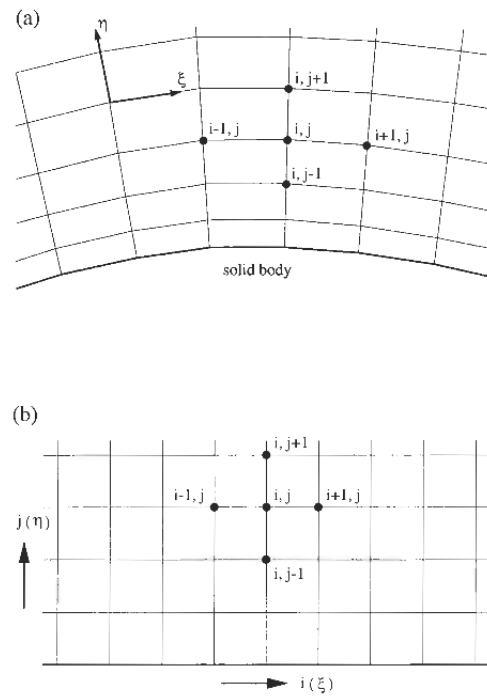 (a)
η
ξ
i, j+1
i-1, j
i, j
i+1, j
i, j-1
solid body
(b)
i, j+1
i-1, j
i, j
i+1, j
j (η)
i, j-1
i (ξ)